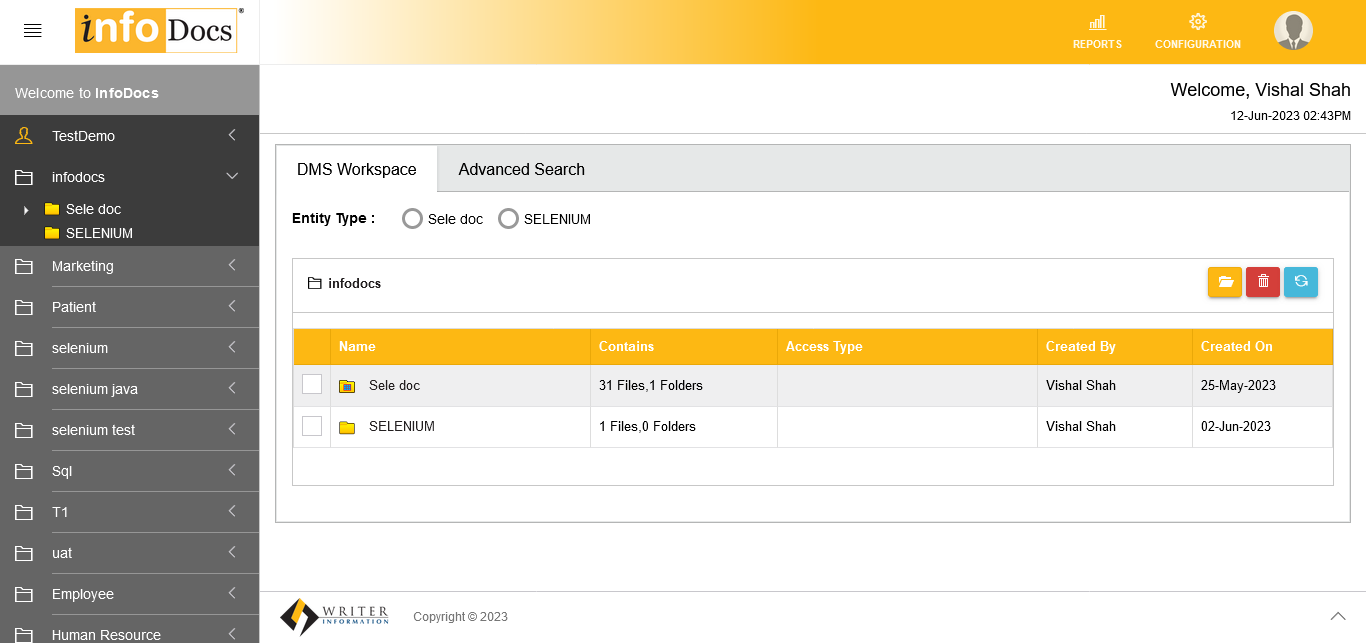 info Docs
REPORTS
CONFIGURATION
Welcome to InfoDocs
TestDemo
infodocs
Sele doc
SELENIUM
Marketing
Patient
selenium
selenium java
selenium test
Sql
T1
uat
Employee
Human Resource
Welcome, Vishal Shah
12-Jun-2023 02:43PM
DMS Workspace Advanced Search
Entity Type : Sele doc SELENIUM
infodocs
Name Contains Access Type Created By Created On
Sele doc 31 Files,1 Folders Vishal Shah 25-May-2023
SELENIUM 1 Files,0 Folders Vishal Shah 02-Jun-2023
WRITER
INFORMATION
Copyright © 2023